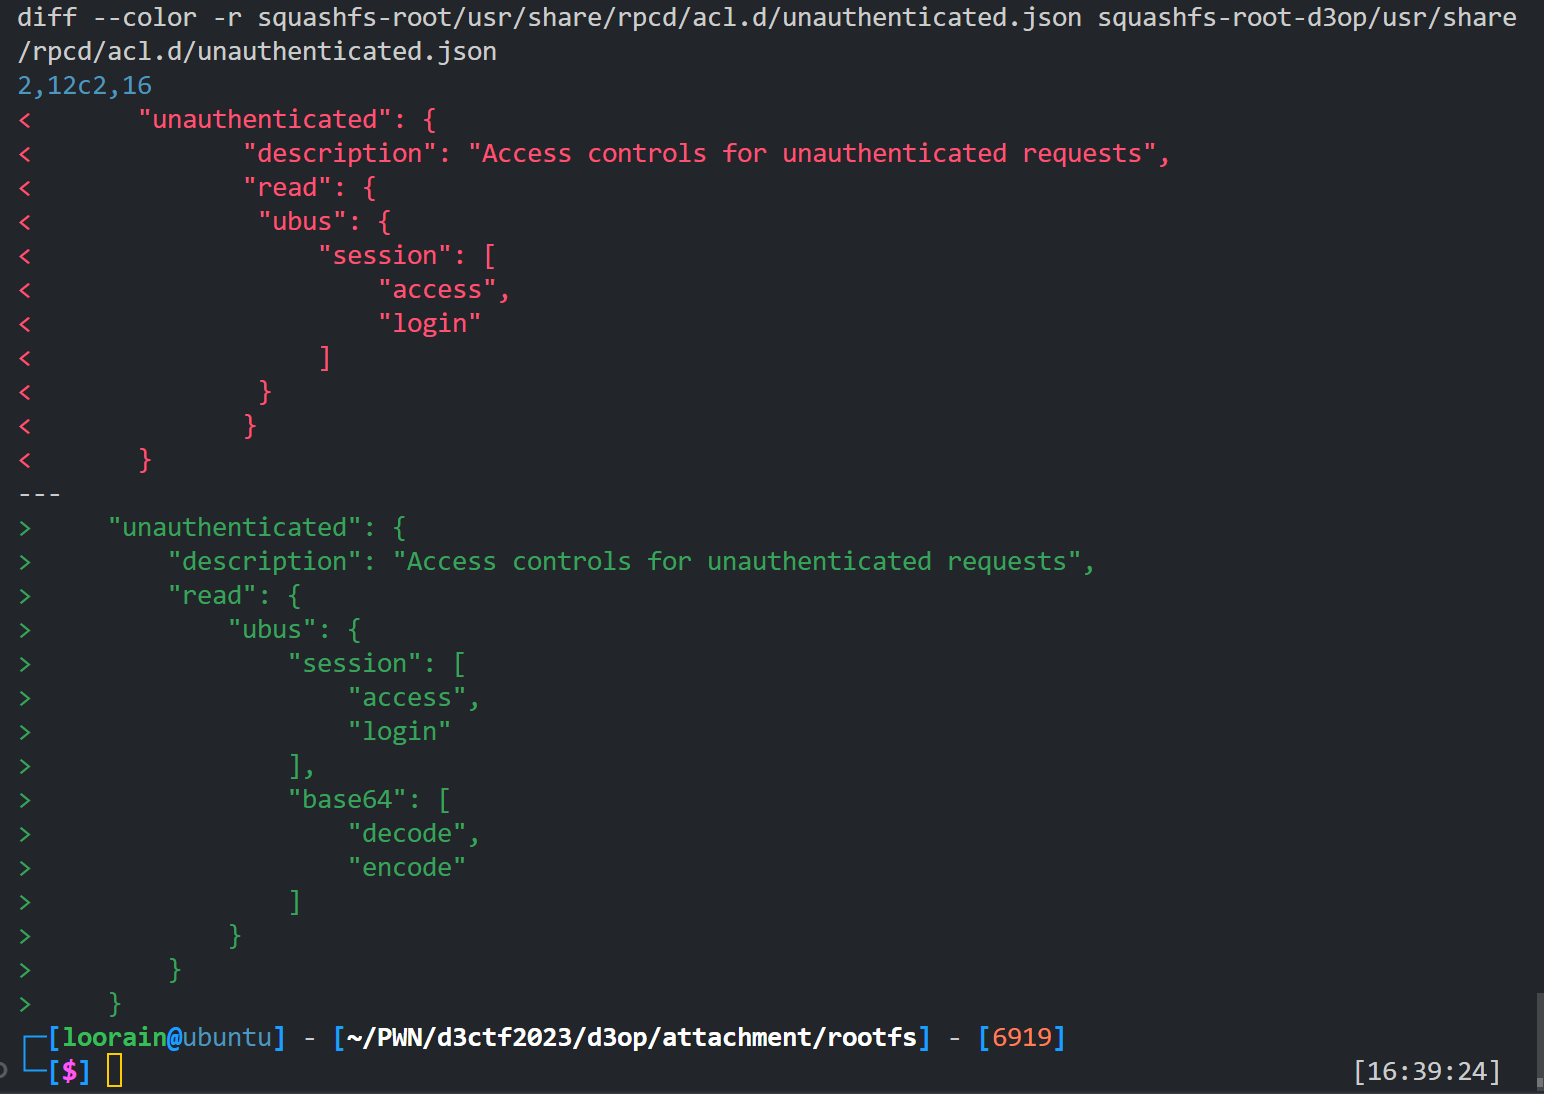 diff --color -r squashfs-root/usr/share/rpcd/acl.d/unauthenticated.json squashfs-root-d3op/usr/share
/rpcd/acl.d/unauthenticated.json
2,12c2,16
<       "unauthenticated": {
<              "description": "Access controls for unauthenticated requests",
<              "read": {
<               "ubus": {
<                   "session": [
<                       "access",
<                       "login"
<                   ]
<               }
<              }
<       }
---
>     "unauthenticated": {
>         "description": "Access controls for unauthenticated requests",
>         "read": {
>             "ubus": {
>                 "session": [
>                     "access",
>                     "login"
>                 ],
>                 "base64": [
>                     "decode",
>                     "encode"
>                 ]
>             }
>         }
>     }
┌─[loorain@ubuntu] - [~/PWN/d3ctf2023/d3op/attachment/rootfs] - [6919]
└─[$] [16:39:24]